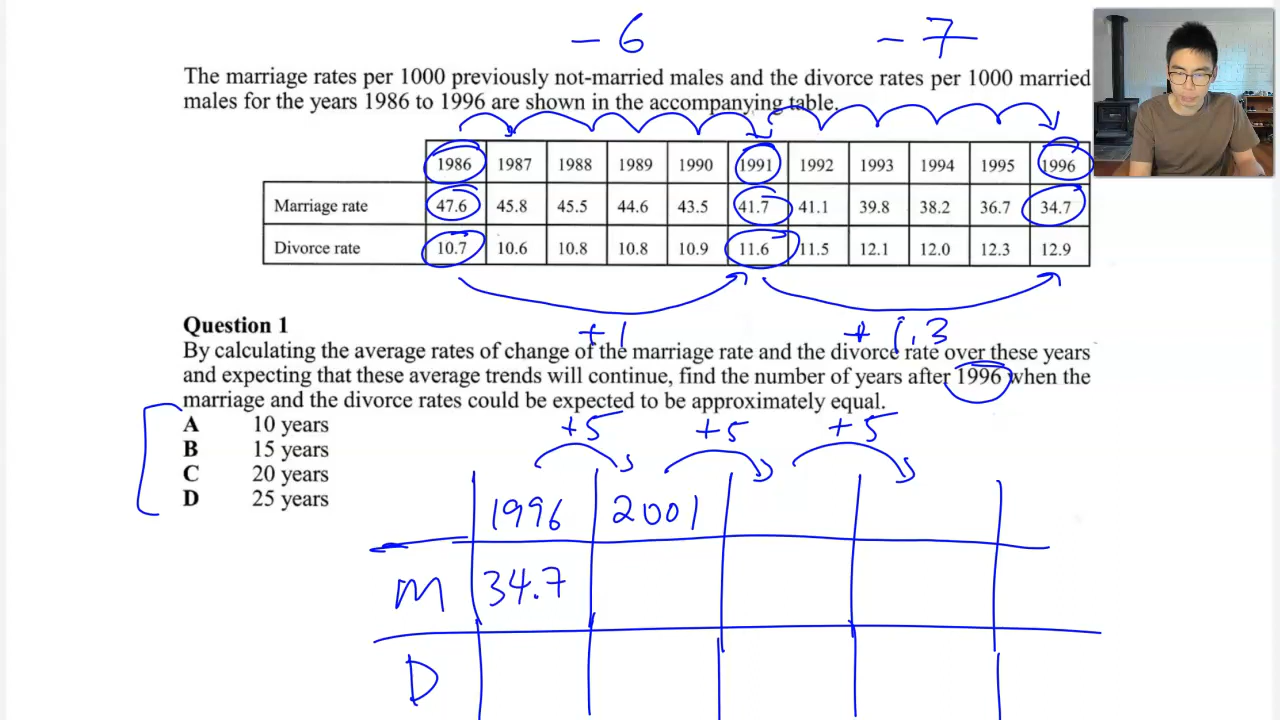 - 6 - 7
The marriage rates per 1000 previously not-married males and the divorce rates per 1000 married
males for the years 1986 to 1996 are shown in the accompanying table.
1986 1987 1988 1989 1990 1991 1992 1993 1994 1995 1996
Marriage rate 47.6 45.8 45.5 44.6 43.5 41.7 41.1 39.8 38.2 36.7 34.7
Divorce rate 10.7 10.6 10.8 10.8 10.9 11.6 11.5 12.1 12.0 12.3 12.9
+1 +1.3
Question 1
By calculating the average rates of change of the marriage rate and the divorce rate over these years
and expecting that these average trends will continue, find the number of years after 1996 when the
marriage and the divorce rates could be expected to be approximately equal.
A 10 years
B 15 years
C 20 years
D 25 years
+5 +5 +5
1996 2001
M 34.7
D